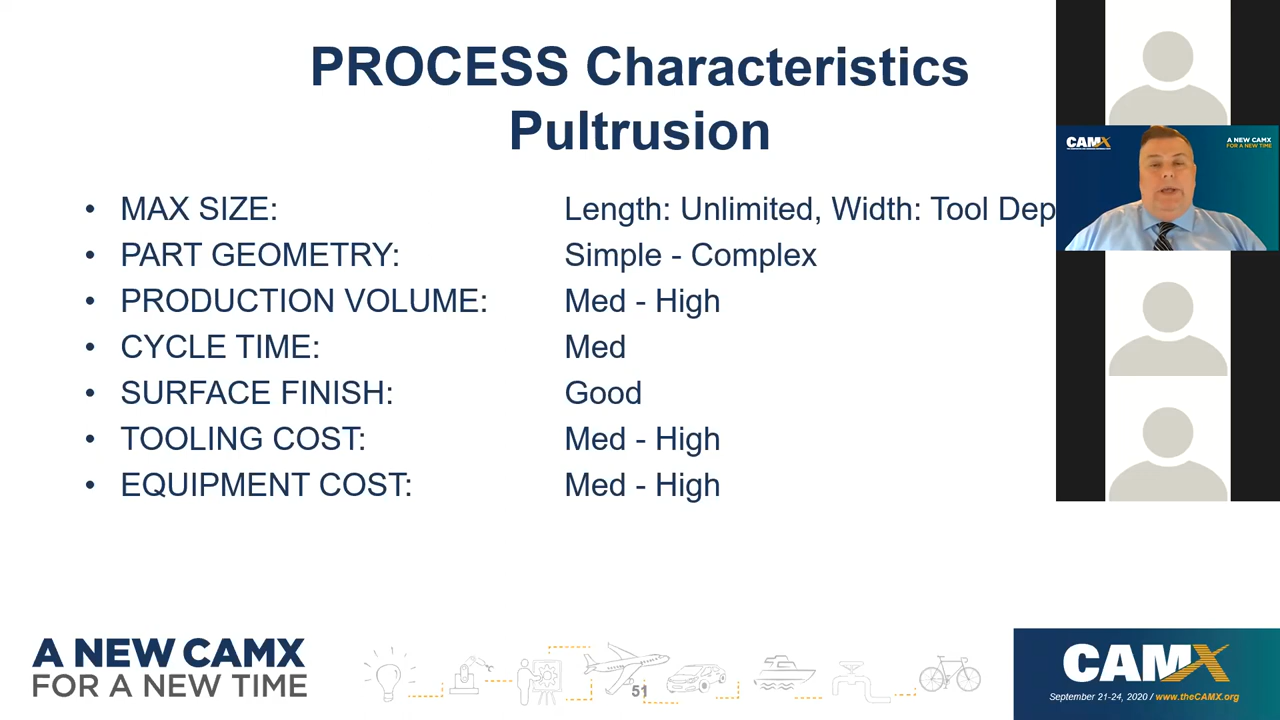 PROCESS Characteristics
Pultrusion
• MAX SIZE: Length: Unlimited, Width: Tool Dep
• PART GEOMETRY: Simple - Complex
• PRODUCTION VOLUME: Med - High
• CYCLE TIME: Med
• SURFACE FINISH: Good
• TOOLING COST: Med - High
• EQUIPMENT COST: Med - High
CAMX
A NEW CAMX
FOR A NEW TIME
A NEW CAMX
FOR A NEW TIME
51
CAMX
September 21-24, 2020 / www.theCAMX.org